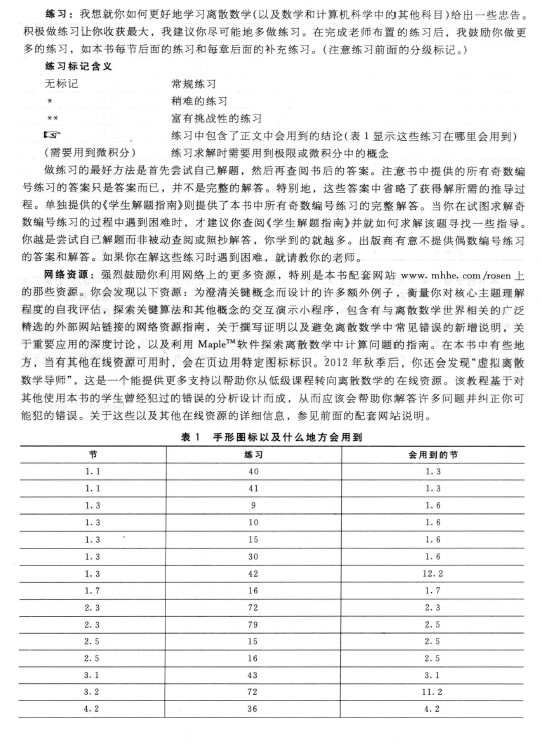 练习：我想就你如何更好地学习离散数学(以及数学和计算机科学中的其他科目)给出一些忠告。
积极做练习让你收获最大，我建议你尽可能地多做练习。在完成老师布置的练习后，我鼓励你做更
多的练习，如本书每节后面的练习和每章后面的补充练习。(注意练习前面的分级标记。)
练习标记含义
无标记 常规练习
* 稍难的练习
** 富有挑战性的练习
☞ 练习中包含了正文中会用到的结论(表 1 显示这些练习在哪里会用到)
(需要用到微积分) 练习求解时需要用到极限或微积分中的概念
做练习的最好方法是首先尝试自己解题，然后再查阅书后的答案。注意书中提供的所有奇数编
号练习的答案只是答案而已，并不是完整的解答。特别地，这些答案中省略了获得解所需的推导过
程。单独提供的《学生解题指南》则提供了本书中所有奇数编号练习的完整解答。当你在试图求解奇
数编号练习的过程中遇到困难时，才建议你查阅《学生解题指南》并就如何求解该题寻找一些指导。
你越是尝试自己解题而非被动查阅或照抄解答，你学到的就越多。出版商有意不提供偶数编号练习
的答案和解答。如果你在解这些练习时遇到困难，就请教你的老师。
网络资源：强烈鼓励你利用网络上的更多资源，特别是本书配套网站 www.mhhe.com/rosen 上
的那些资源。你会发现以下资源：为澄清关键概念而设计的许多额外例子，衡量你对核心主题理解
程度的自我评估，探索关键算法和其他概念的交互演示小程序，包含有与离散数学世界相关的广泛
精选的外部网站链接的网络资源指南，关于撰写证明以及避免离散数学中常见错误的新增说明，关
于重要应用的深度讨论，以及利用 Maple™软件探索离散数学中计算问题的指南。在本书中有些地
方，当有其他在线资源可用时，会在页边用特定图标标识。2012 年秋季后，你还会发现“虚拟离散
数学导师”，这是一个能提供更多支持以帮助你从低级课程转向离散数学的在线资源。该教程基于对
其他使用本书的学生曾经犯过的错误的分析设计而成，从而应该会帮助你解答许多问题并纠正你可
能犯的错误。关于这些以及其他在线资源的详细信息，参见前面的配套网站说明。
表 1 手形图标以及什么地方会用到
节 练习 会用到的节
1.1 40 1.3
1.1 41 1.3
1.3 9 1.6
1.3 10 1.6
1.3 15 1.6
1.3 30 1.6
1.3 42 12.2
1.7 16 1.7
2.3 72 2.3
2.3 79 2.5
2.5 15 2.5
2.5 16 2.5
3.1 43 3.1
3.2 72 11.2
4.2 36 4.2